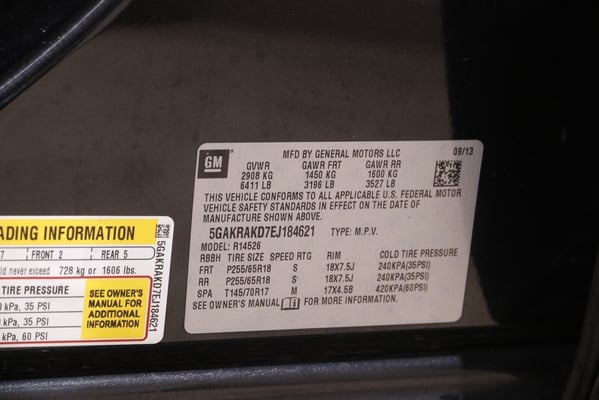 GM
MFD BY GENERAL MOTORS LLC 09/13
GVWR GAWR FRT GAWR RR
2908 KG 1450 KG 1600 KG
6411 LB 3196 LB 3527 LB
THIS VEHICLE CONFORMS TO ALL APPLICABLE U.S. FEDERAL MOTOR
VEHICLE SAFETY STANDARDS IN EFFECT ON THE DATE OF
MANUFACTURE SHOWN ABOVE.
5GAKRAKD7EJ184621 TYPE: M.P.V.
MODEL: R14526
RBBH TIRE SIZE SPEED RTG RIM COLD TIRE PRESSURE
FRT P255/65R18 S 18X7.5J 240KPA(35PSI)
RR P255/65R18 S 18X7.5J 240KPA(35PSI)
SPA T145/70R17 M 17X4.5B 420KPA(60PSI)
SEE OWNER'S MANUAL FOR MORE INFORMATION.
ADING INFORMATION
7 FRONT 2 REAR 5
ld never exceed 728 kg or 1606 lbs.
TIRE PRESSURE
0 kPa, 35 PSI
0 kPa, 35 PSI
0 kPa, 60 PSI
SEE OWNER'S
MANUAL FOR
ADDITIONAL
INFORMATION
5GAKRAKD7EJ184621